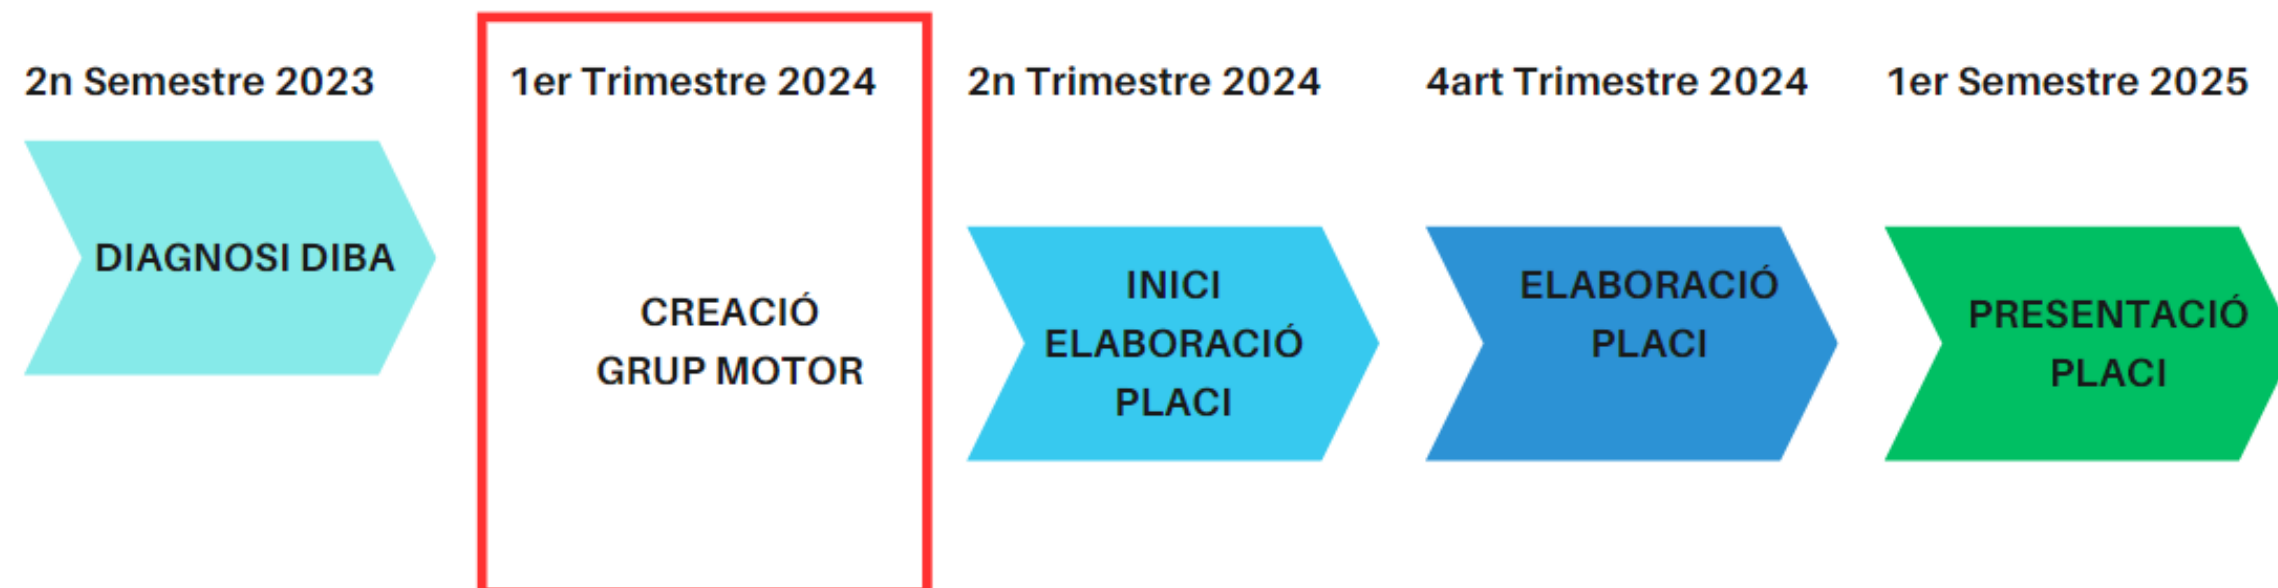 2n Semestre 2023
1er Trimestre 2024
2n Trimestre 2024
4art Trimestre 2024
1er Semestre 2025
DIAGNOSI DIBA
CREACIÓ
GRUP MOTOR
INICI
ELABORACIÓ
PLACI
ELABORACIÓ
PLACI
PRESENTACIÓ
PLACI